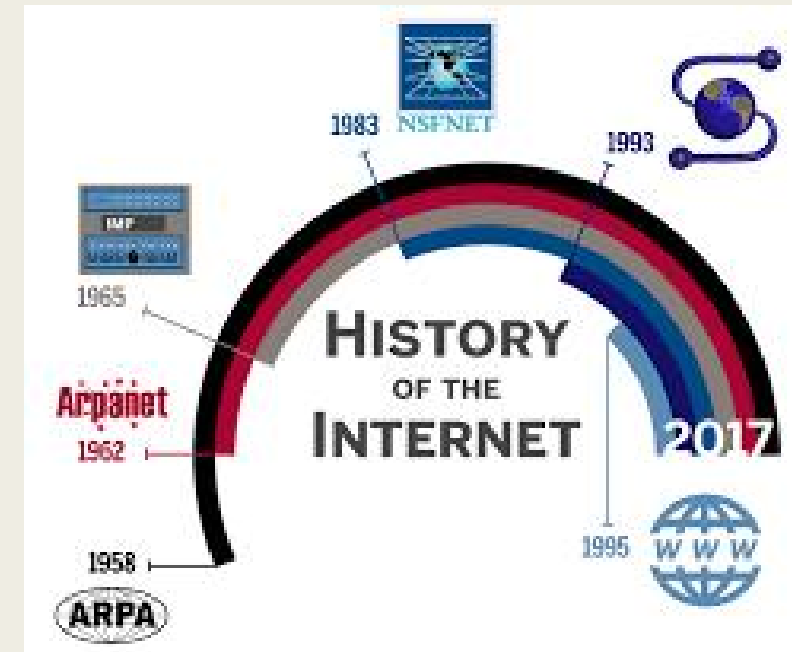 NSFNET
1983
1993
IMP
1965
HISTORY
OF THE
INTERNET
Arpanet
1962
2017
1958
ARPA
1995
W W W